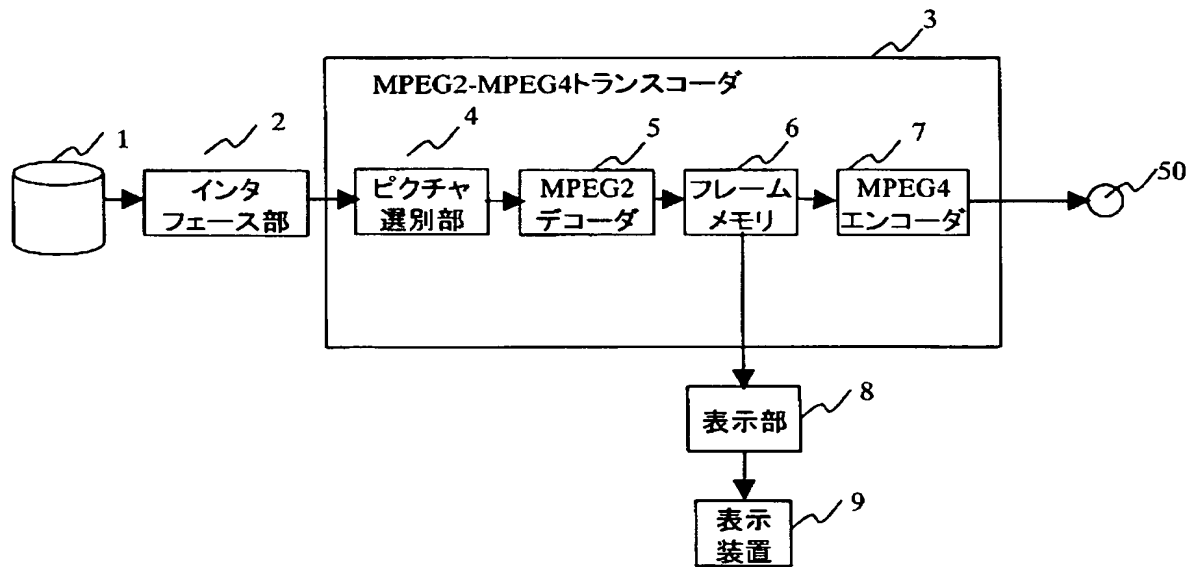 3
MPEG2-MPEG4トランスコーダ
1
2
4
5
6
7
50
インタ
フェース部
ピクチャ
選別部
MPEG2
デコーダ
フレーム
メモリ
MPEG4
エンコーダ
8
表示部
9
表示
装置